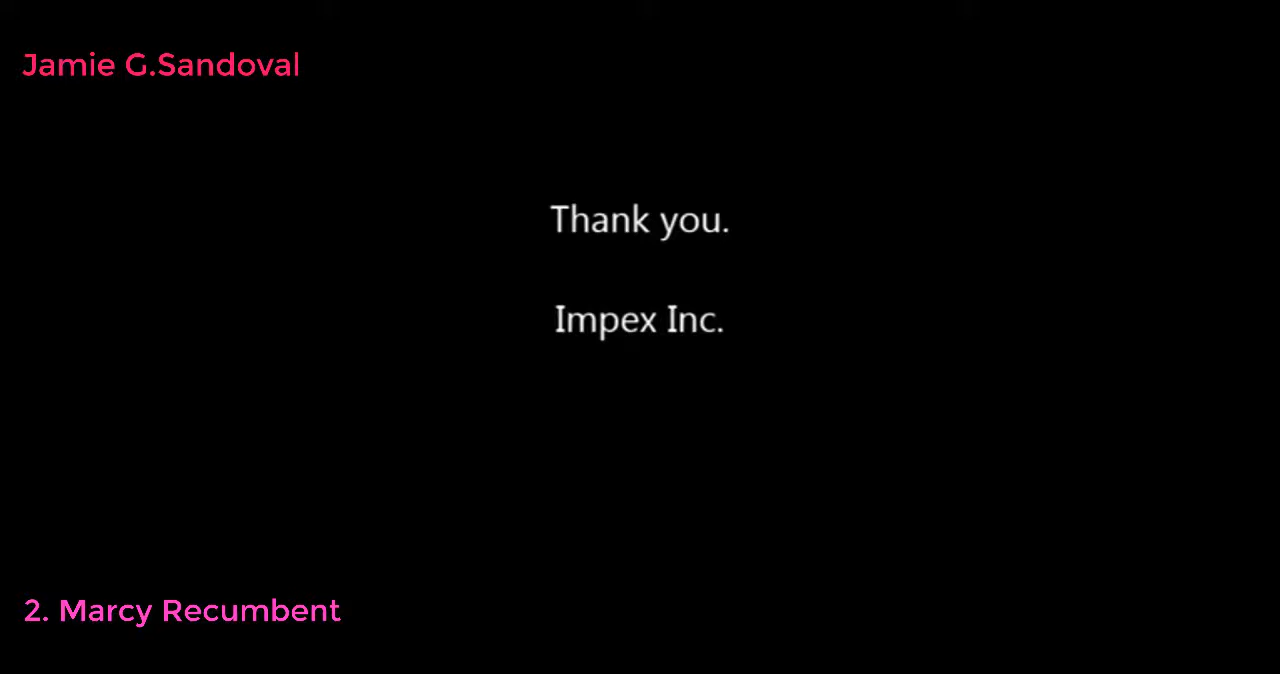 Jamie G.Sandoval
Thank you.
Impex Inc.
2. Marcy Recumbent